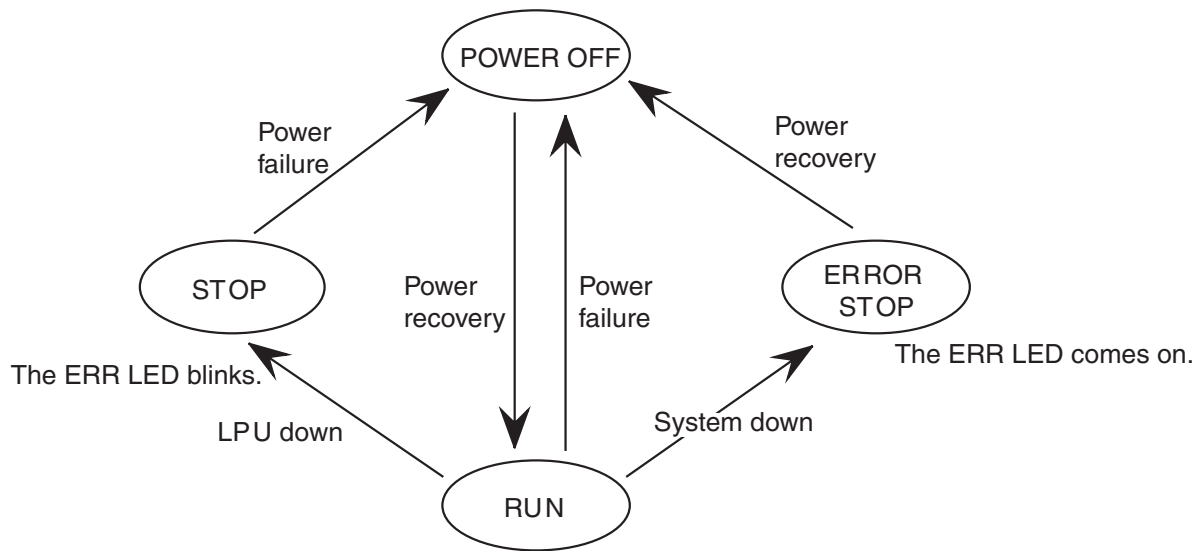 POWER OFF
Power
failure
Power
recovery
STOP
Power
recovery
Power
failure
ERROR
STOP
The ERR LED blinks.
The ERR LED comes on.
LPU down
System down
RUN